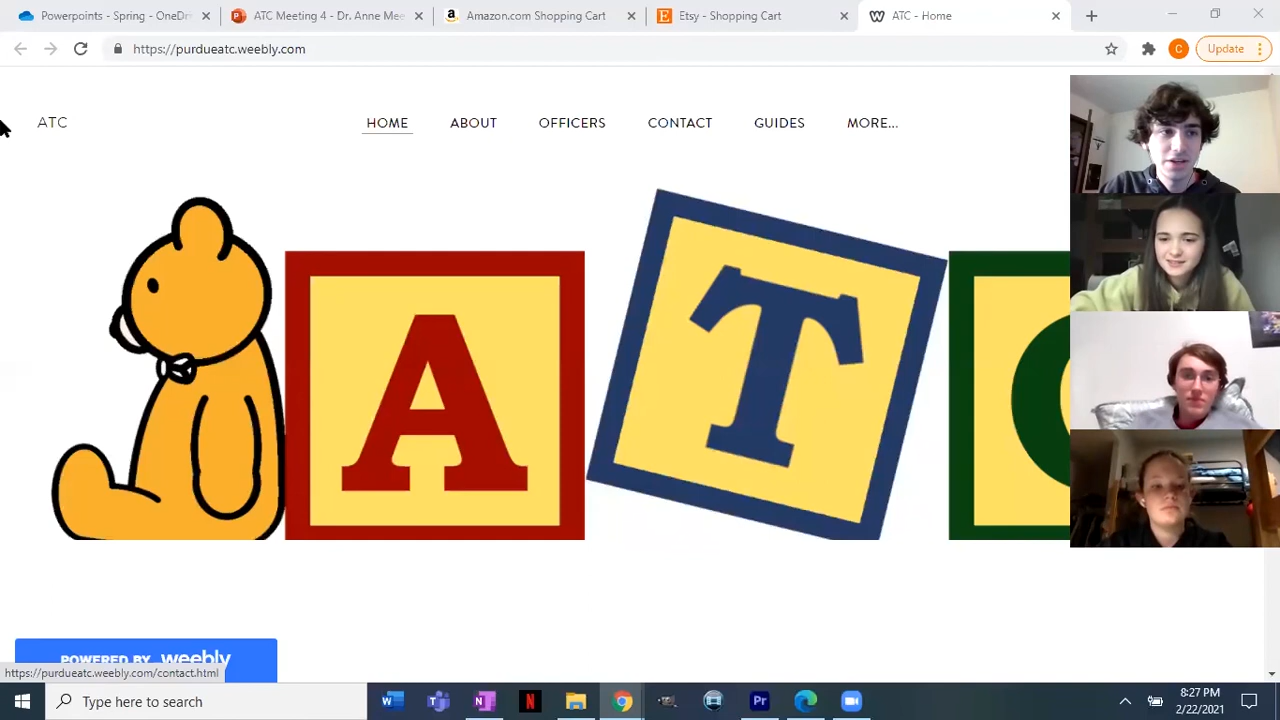 Powerpoints - Spring - OneDri
ATC Meeting 4 - Dr. Anne Ma
Amazon.com Shopping Cart
Etsy - Shopping Cart
ATC - Home
https://purdueatc.weebly.com
C
Update
ATC
HOME
ABOUT
OFFICERS
CONTACT
GUIDES
MORE...
A
T
C
POWERED BY weebly
https://purdueatc.weebly.com/contact.html
Type here to search
8:27 PM
2/22/2021